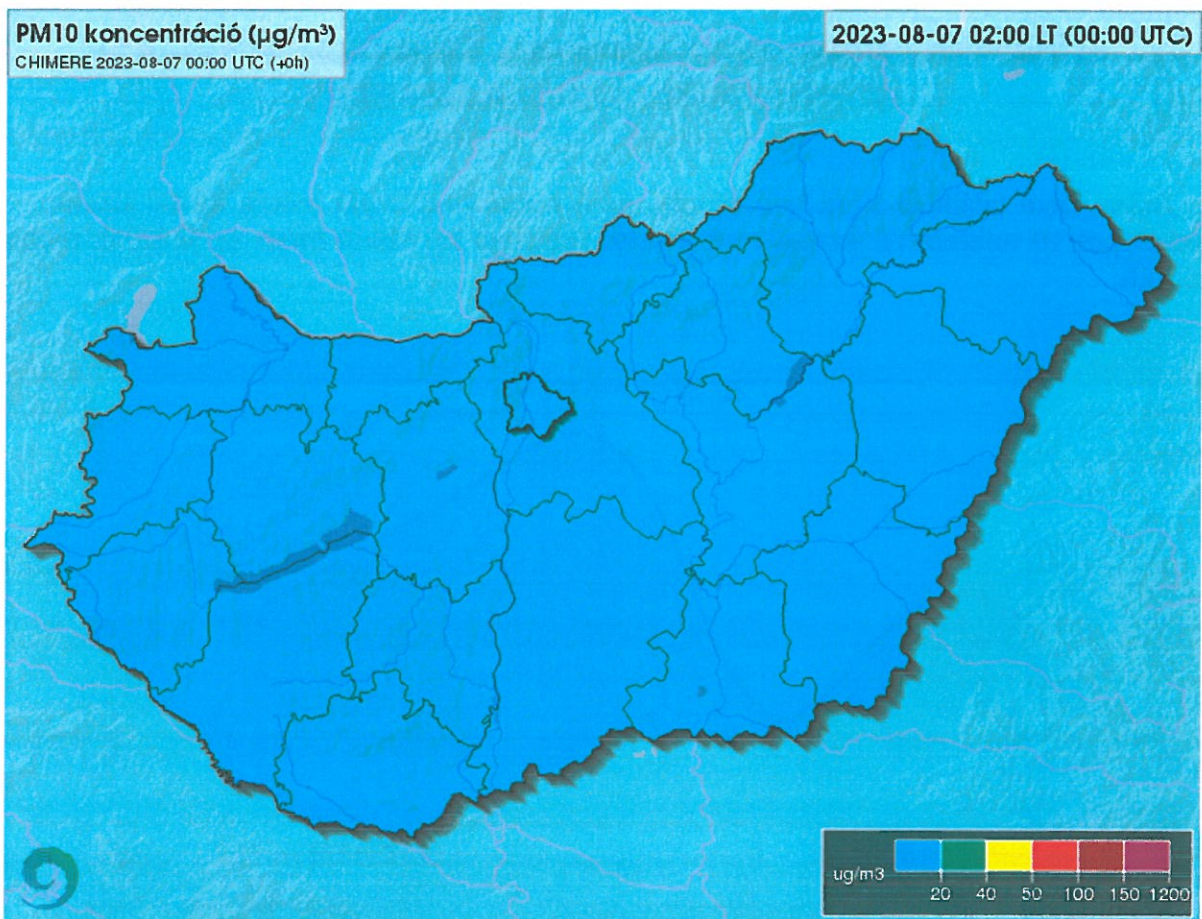 PM10 koncentráció (µg/m³)
CHIMERE 2023-08-07 00:00 UTC (+0h)
2023-08-07 02:00 LT (00:00 UTC)
ug/m3
20 40 50 100 150 1200